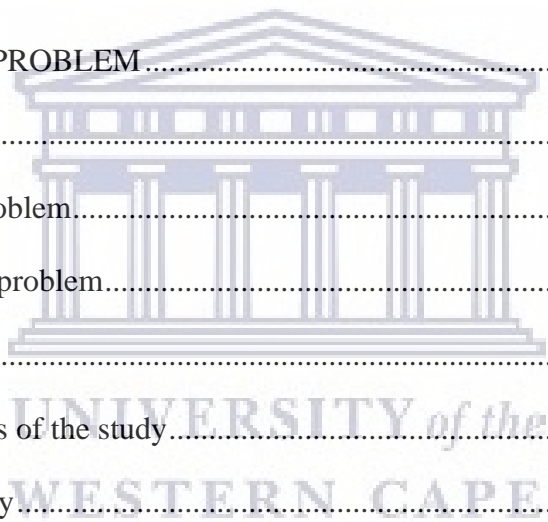 PROBLEM........................................................
........................................................................
oblem............................................................
problem........................................................
........................................................................
UNIVERSITY of the
s of the study................................................
WESTERN CAPE
y.....................................................................